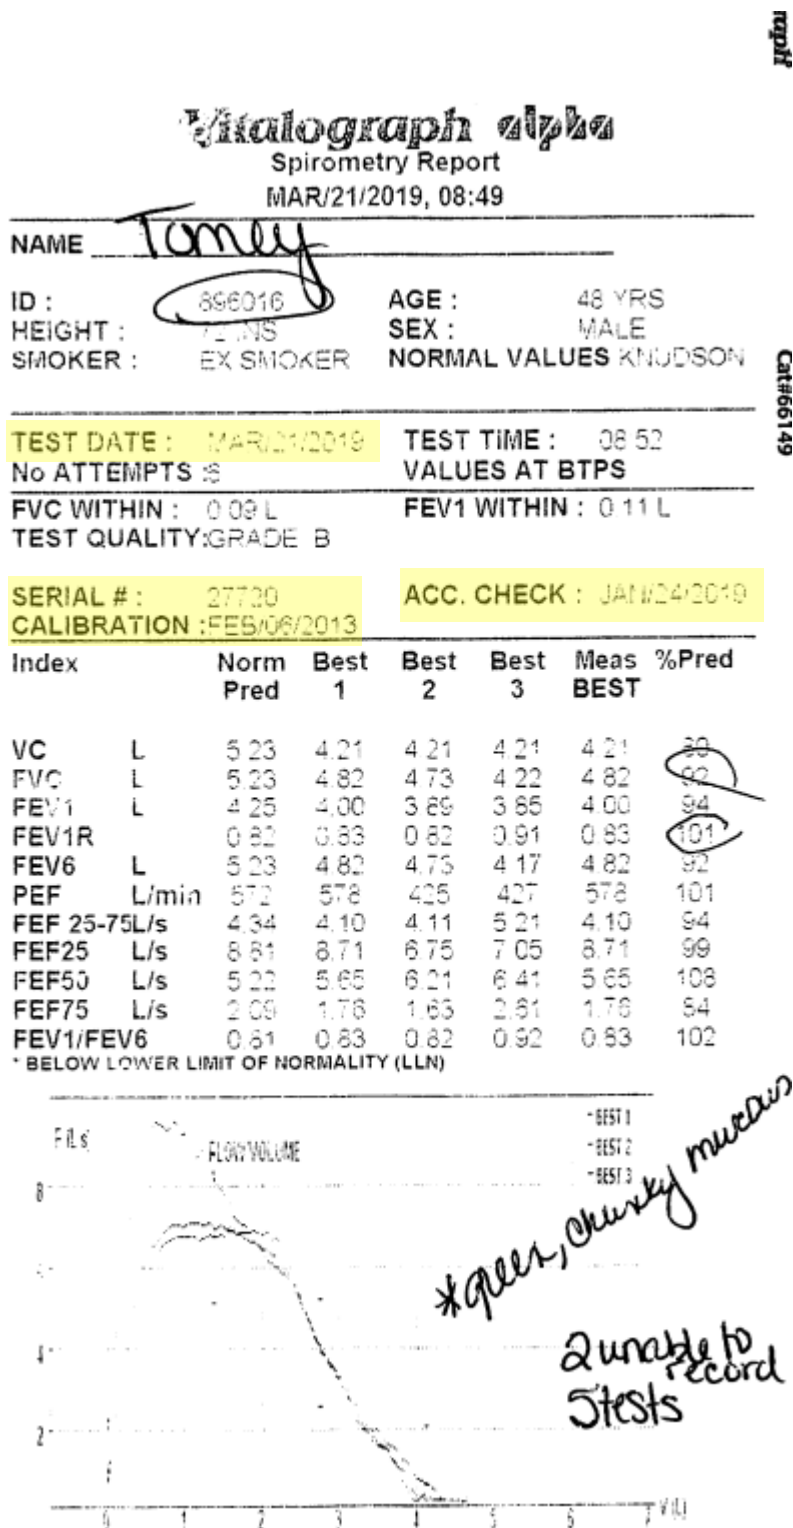 Vitalograph alpha
Spirometry Report
MAR/21/2019, 08:49
NAME Tomey
ID : 896016 AGE : 48 YRS
HEIGHT : 72 INS SEX : MALE
SMOKER : EX SMOKER NORMAL VALUES KNUDSON
Cat#66149
TEST DATE : MAR/21/2019 TEST TIME : 08:52
No ATTEMPTS : VALUES AT BTPS
FVC WITHIN : 0.09 L FEV1 WITHIN : 0.11 L
TEST QUALITY:GRADE B
SERIAL # : 27720 ACC. CHECK : JAN/24/2019
CALIBRATION :FEB/06/2013
Index Norm Best Best Best Meas %Pred
Pred 1 2 3 BEST
VC L 5.23 4.21 4.21 4.21 4.21
FVC L 5.23 4.82 4.73 4.22 4.82 92
FEV1 L 4.25 4.00 3.89 3.85 4.00 94
FEV1R 0.82 0.83 0.82 0.91 0.83 101
FEV6 L 5.23 4.82 4.73 4.17 4.82 92
PEF L/min 572 578 425 427 578 101
FEF 25-75L/s 4.34 4.10 4.11 5.21 4.10 94
FEF25 L/s 8.81 8.71 6.75 7.05 8.71 99
FEF50 L/s 5.22 5.65 6.21 6.41 5.65 108
FEF75 L/s 2.09 1.76 1.63 2.61 1.76 84
FEV1/FEV6 0.81 0.83 0.82 0.92 0.83 102
* BELOW LOWER LIMIT OF NORMALITY (LLN)
F(L/s) FLOW/VOLUME
-BEST 1
-BEST 2
-BEST 3
8
4
2
0 1 2 3 4 5 6 7 V(L)
*green, chunky mucous
2 unable to
record
5 tests